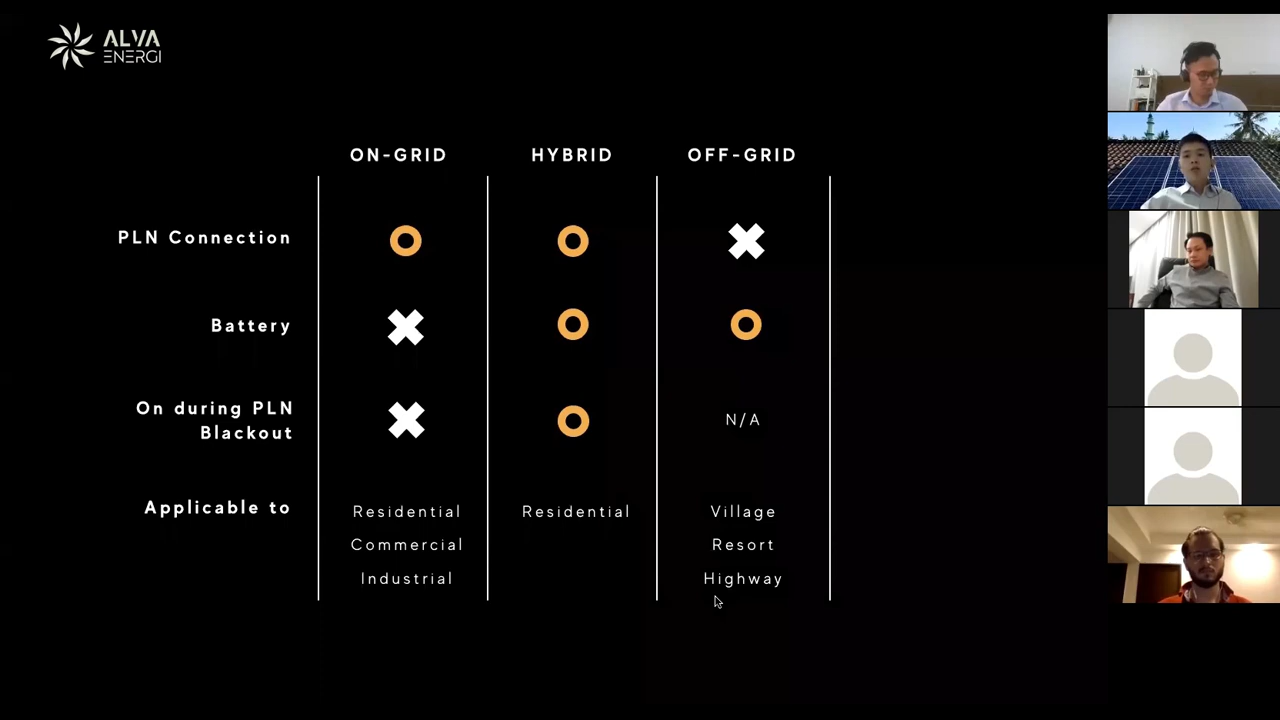 ALVA
ENERGI
ON-GRID HYBRID OFF-GRID
PLN Connection
Battery
On during PLN
Blackout
N/A
Applicable to
Residential Residential Village
Commercial Resort
Industrial Highway